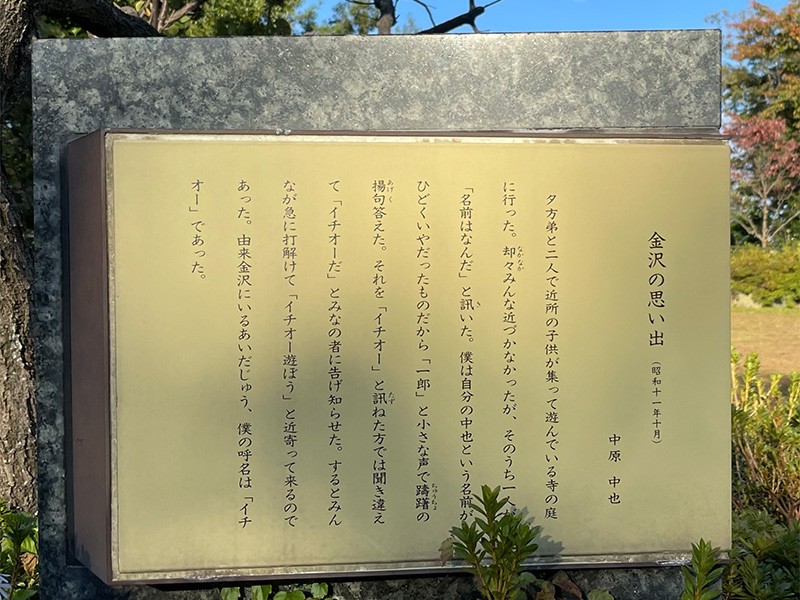 金沢の思い出 (昭和十一年十月)
中原 中也
夕方弟と二人で近所の子供が集って遊んでいる寺の庭
に行った。却々みんな近づかなかったが、そのうち一人が
「名前はなんだ」と訊いた。僕は自分の中也という名前が
ひどくいやだったものだから「一郎」と小さな声で躊躇の
揚句答えた。それを「イチオー」と訊ねた方では聞き違え
て「イチオーだ」とみなの者に告げ知らせた。するとみん
なが急に打解けて「イチオー遊ぼう」と近寄って来るので
あった。由来金沢にいるあいだじゅう、僕の呼名は「イチ
オー」であった。